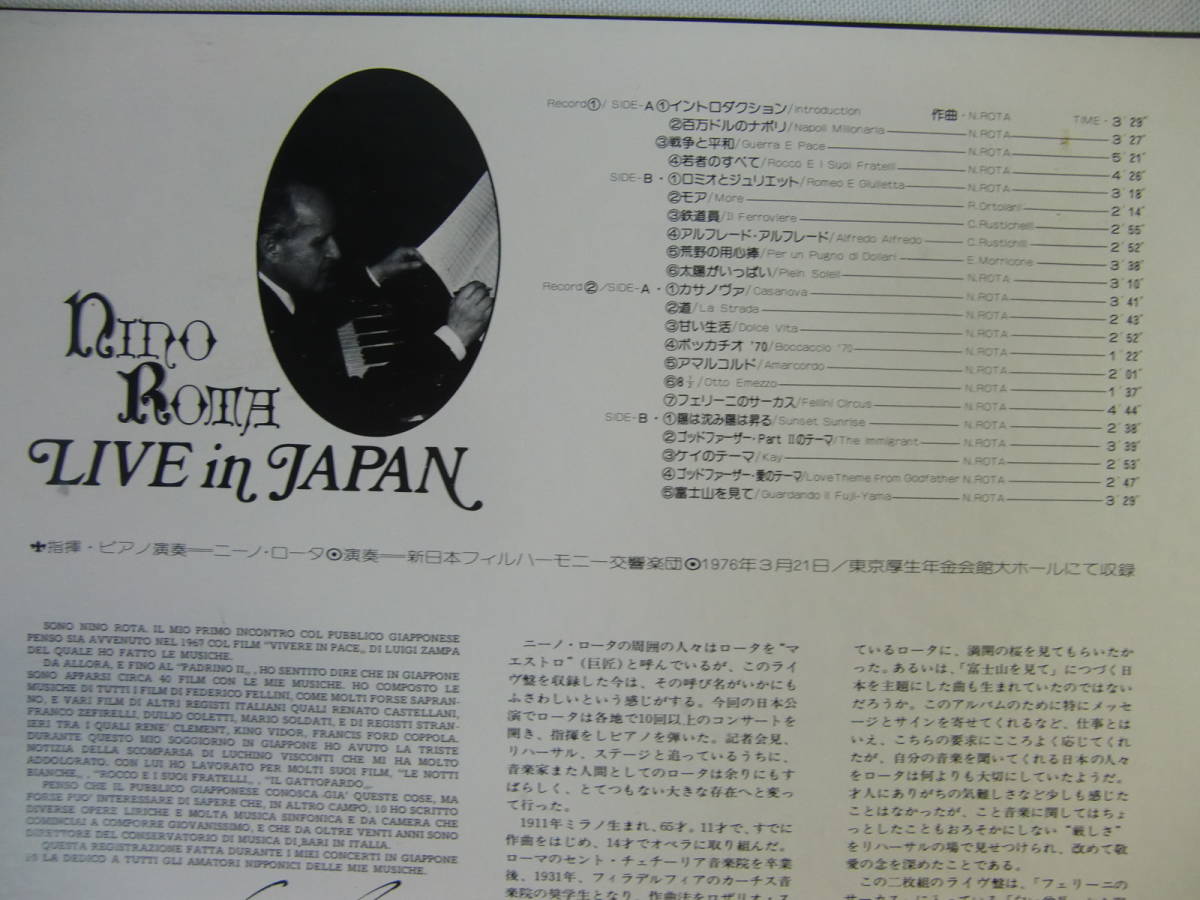 Record①/ SIDE-A ①イントロダクション/Introduction 作曲・N.ROTA TIME・3′29″
②百万ドルのナポリ/Napoli Milionaria N.ROTA 3′27″
③戦争と平和/Guerra E Pace N.ROTA 5′21″
④若者のすべて/Rocco E I Suoi Fratelli N.ROTA 4′26″
SIDE-B・①ロミオとジュリエット/Romeo E Giulietta N.ROTA 3′18″
②モア/More R.Ortolani 2′14″
③鉄道員/Il Ferroviere C.Rustichelli 2′55″
④アルフレード・アルフレード/Alfredo Alfredo C.Rustichelli 2′52″
⑤荒野の用心棒/Per un Pugno di Dollari E.Morricone 3′38″
⑥太陽がいっぱい/Plein Soleil N.ROTA 3′10″
Record②/SIDE-A・①カサノヴァ/Casanova N.ROTA 3′41″
②道/La Strada N.ROTA 2′43″
③甘い生活/Dolce Vita N.ROTA 2′52″
④ボッカチオ'70/Boccaccio '70 N.ROTA 1′22″
⑤アマルコルド/Amarcordo N.ROTA 2′01″
⑥8½/Otto Emezzo N.ROTA 1′37″
⑦フェリーニのサーカス/Fellini Circus N.ROTA 4′44″
SIDE-B・①陽は沈み陽は昇る/Sunset Sunrise N.ROTA 2′38″
②ゴッドファーザー・Part IIのテーマ/The Immigrant N.ROTA 3′39″
③ケイのテーマ/Kay N.ROTA 2′53″
④ゴッドファーザー・愛のテーマ/Love Theme From Godfather N.ROTA 2′47″
⑤富士山を見て/Guardando Il Fuji-Yama N.ROTA 3′29″
NINO
ROTA
LIVE in JAPAN
✚指揮・ピアノ演奏＝ニーノ・ロータ◉演奏＝新日本フィルハーモニー交響楽団◉1976年3月21日／東京厚生年金会館大ホールにて収録
SONO NINO ROTA. IL MIO PRIMO INCONTRO COL PUBBLICO GIAPPONESE
PENSO SIA AVVENUTO NEL 1967 COL FILM "VIVERE IN PACE„ DI LUIGI ZAMPA
DEL QUALE HO FATTO LE MUSICHE.
DA ALLORA, E FINO AL "PADRINO II„, HO SENTITO DIRE CHE IN GIAPPONE
SONO APPARSI CIRCA 40 FILM CON LE MIE MUSICHE. HO COMPOSTO LE
MUSICHE DI TUTTI I FILM DI FEDERICO FELLINI, COME MOLTI FORSE SAPRAN-
NO, E VARI FILM DI ALTRI REGISTI ITALIANI QUALI RENATO CASTELLANI,
FRANCO ZEFIRELLI, DUILIO COLETTI, MARIO SOLDATI, E DI REGISTI STRAN-
IERI TRA I QUALI RENE' CLEMENT, KING VIDOR, FRANCIS FORD COPPOLA.
DURANTE QUESTO MIO SOGGIORNO IN GIAPPONE HO AVUTO LA TRISTE
NOTIZIA DELLA SCOMPARSA DI LUCHINO VISCONTI CHE MI HA MOLTO
ADDOLORATO. CON LUI HO LAVORATO PER MOLTI SUOI FILM, "LE NOTTI
BIANCHE„, "ROCCO E I SUOI FRATELLI„, "IL GATTOPARDO„.
PENSO CHE IL PUBBLICO GIAPPONESE CONOSCA GIA' QUESTE COSE, MA
FORSE PUO' INTERESSARE DI SAPERE CHE, IN ALTRO CAMPO, IO HO SCRITTO
DIVERSE OPERE LIRICHE E MOLTA MUSICA SINFONICA E DA CAMERA CHE
COMINCIAI A COMPORRE GIOVANISSIMO, E CHE DA OLTRE VENTI ANNI SONO
DIRETTORE DEL CONSERVATORIO DI MUSICA DI BARI IN ITALIA.
QUESTA REGISTRAZIONE FATTA DURANTE I MIEI CONCERTI IN GIAPPONE
LA DEDICO A TUTTI GLI AMATORI NIPPONICI DELLE MIE MUSICHE.
ニーノ・ロータの周囲の人々はロータを"マ
エストロ"（巨匠）と呼んでいるが、このライ
ヴ盤を収録した今は、その呼び名がいかにも
ふさわしいという感じがする。今回の日本公
演でロータは各地で10回以上のコンサートを
開き、指揮をしピアノを弾いた。記者会見、
リハーサル、ステージと追っているうちに、
音楽家また人間としてのロータは余りにもす
ばらしく、とてつもない大きな存在へと変っ
て行った。
1911年ミラノ生まれ、65才。11才で、すでに
作曲をはじめ、14才でオペラに取り組んだ。
ローマのセント・チェチーリア音楽院を卒業
後、1931年、フィラデルフィアのカーチス音
楽院の奨学生となり、作曲法をロザリオ・ス
ているロータに、満開の桜を見てもらいたか
った。あるいは、「富士山を見て」につづく日
本を主題にした曲も生まれていたのではない
だろうか。このアルバムのために特にメッセ
ージとサインを寄せてくれるなど、仕事とは
いえ、こちらの要求にこころよく応じてくれ
たが、自分の音楽を聞いてくれる日本の人々
をロータは何よりも大切にしていたようだ。
才人にありがちの気難しさなど少しも感じた
ことはなかったが、こと音楽に関してはちょ
っとしたこともおろそかにしない"厳しさ"
をリハーサルの場で見せつけられ、改めて敬
愛の念を深めたことである。
この二枚組のライヴ盤は、「フェリーニの